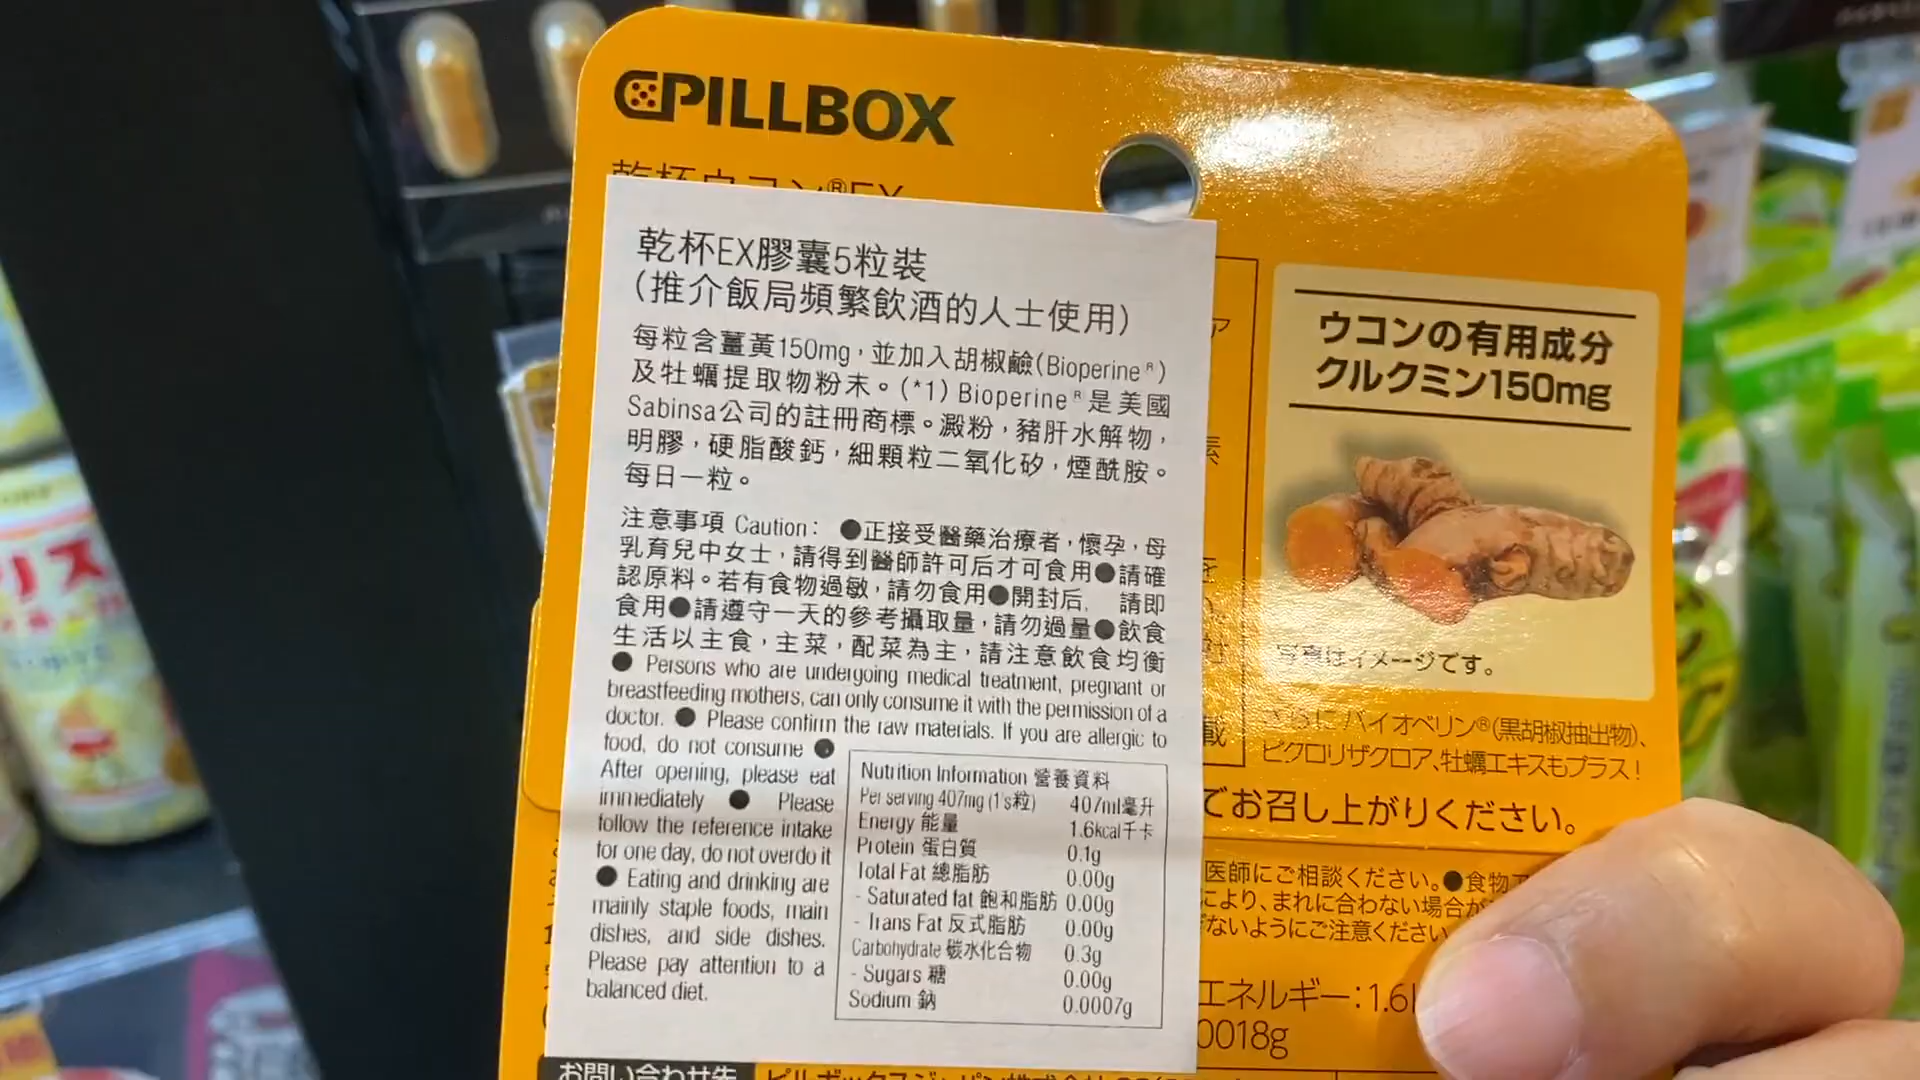 PILLBOX
乾杯ウコン®EX
乾杯EX膠囊5粒裝
（推介飯局頻繁飲酒的人士使用）
每粒含薑黃150mg，並加入胡椒鹼(Bioperine®)
及牡蠣提取物粉末。(*1) Bioperine®是美國
Sabinsa公司的註冊商標。澱粉，豬肝水解物，
明膠，硬脂酸鈣，細顆粒二氧化矽，煙酰胺。
每日一粒。
注意事項 Caution: ●正接受醫藥治療者，懷孕，母
乳育兒中女士，請得到醫師許可后才可食用●請確
認原料。若有食物過敏，請勿食用●開封后, 請即
食用●請遵守一天的參考攝取量，請勿過量●飲食
生活以主食，主菜，配菜為主，請注意飲食均衡
● Persons who are undergoing medical treatment, pregnant or
breastfeeding mothers, can only consume it with the permission of a
doctor. ● Please confirm the raw materials. If you are allergic to
food, do not consume ●
After opening, please eat
immediately ● Please
follow the reference intake
for one day, do not overdo it
● Eating and drinking are
mainly staple foods, main
dishes, and side dishes.
Please pay attention to a
balanced diet.
Nutrition Information 營養資料
Per serving 407mg (1's粒) 407ml毫升
Energy 能量 1.6kcal千卡
Protein 蛋白質 0.1g
Total Fat 總脂肪 0.00g
- Saturated fat 飽和脂肪 0.00g
- Trans Fat 反式脂肪 0.00g
Carbohydrate 碳水化合物 0.3g
- Sugars 糖 0.00g
Sodium 鈉 0.0007g
ウコンの有用成分
クルクミン150mg
写真はイメージです。
さらにバイオペリン®(黒胡椒抽出物)、
ピクロリザクロア、牡蠣エキスもプラス!
でお召し上がりください。
医師にご相談ください。●食物
により、まれに合わない場合が
ないようにご注意ください
エネルギー:1.6
0018g
お問い合わせ先
リス